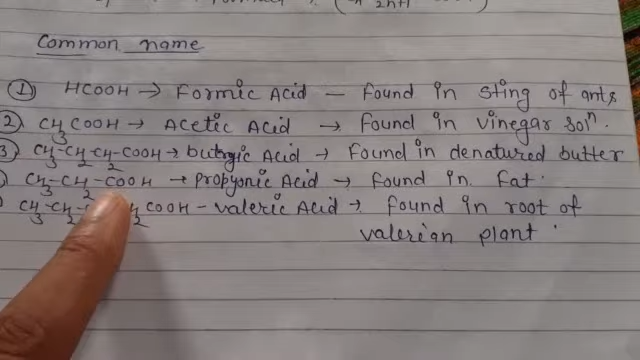 Common name
① HCOOH → Formic Acid — Found in sting of ants
② CH3COOH → Acetic Acid → Found in vinegar solⁿ.
3) CH3-CH2-CH2-COOH → butyric Acid → Found in denatured butter
CH3-CH2-COOH → propyonic Acid → Found in Fat.
CH3-CH2- COOH - valeric Acid → Found in root of
valerian plant.